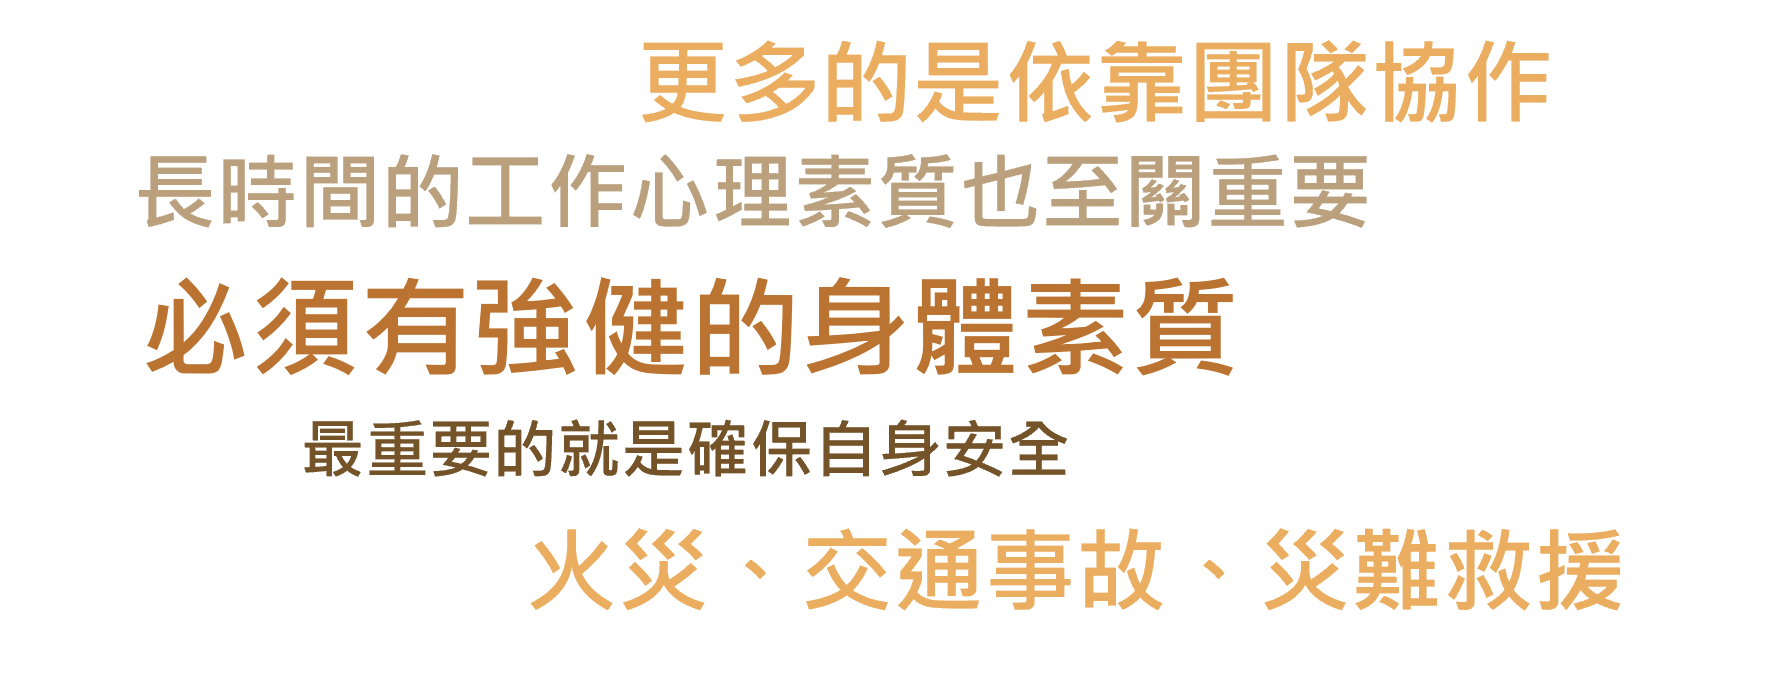 更多的是依靠團隊協作
長時間的工作心理素質也至關重要
必須有強健的身體素質
最重要的就是確保自身安全
火災、交通事故、災難救援